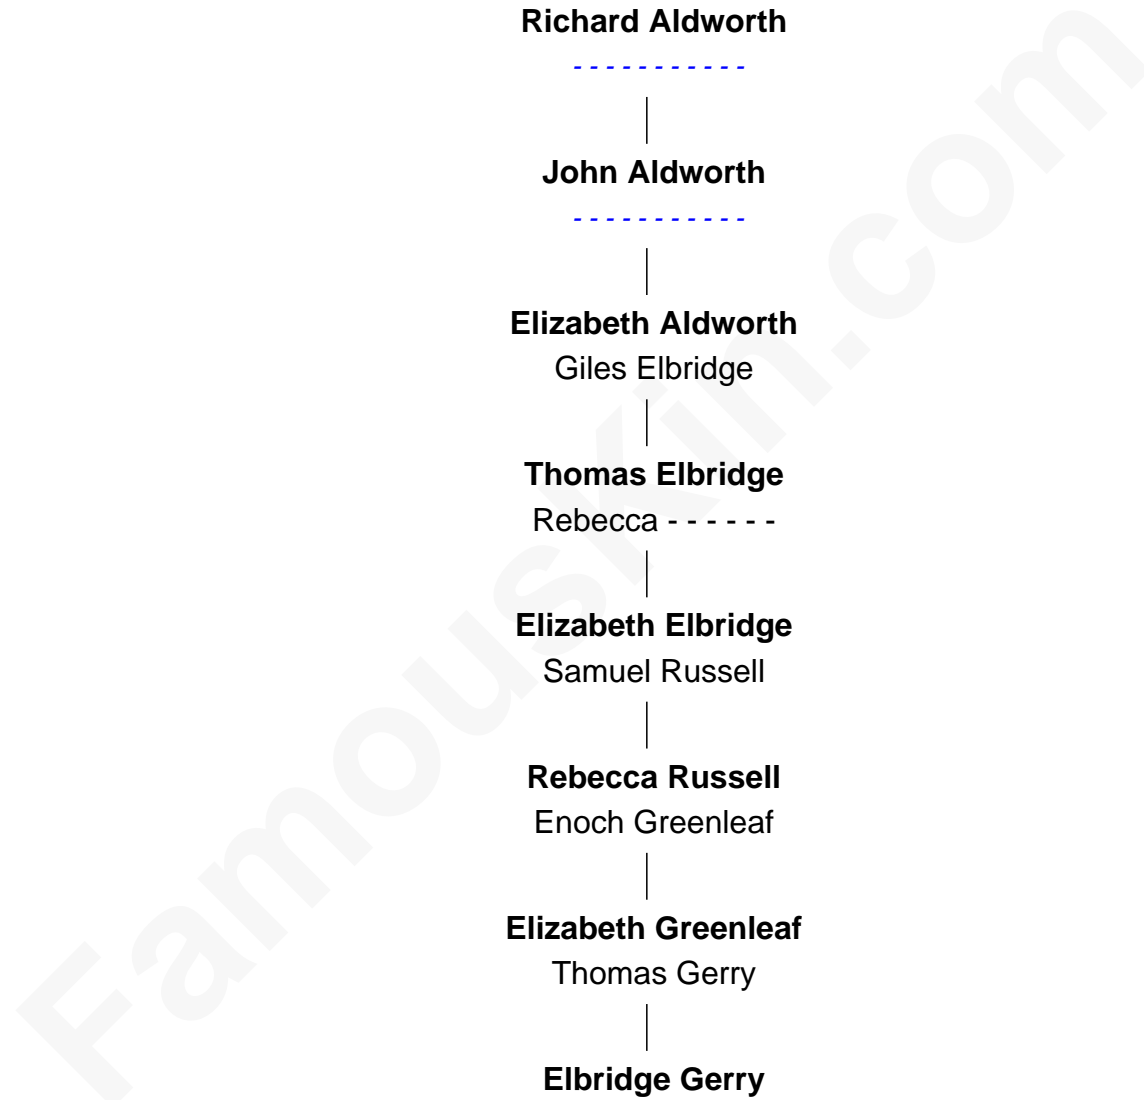 Richard Aldworth
- - - - - - - - - - -
John Aldworth
- - - - - - - - - - -
Elizabeth Aldworth
Giles Elbridge
Thomas Elbridge
Rebecca - - - - - -
Elizabeth Elbridge
Samuel Russell
Rebecca Russell
Enoch Greenleaf
Elizabeth Greenleaf
Thomas Gerry
Elbridge Gerry
FamousKin.com